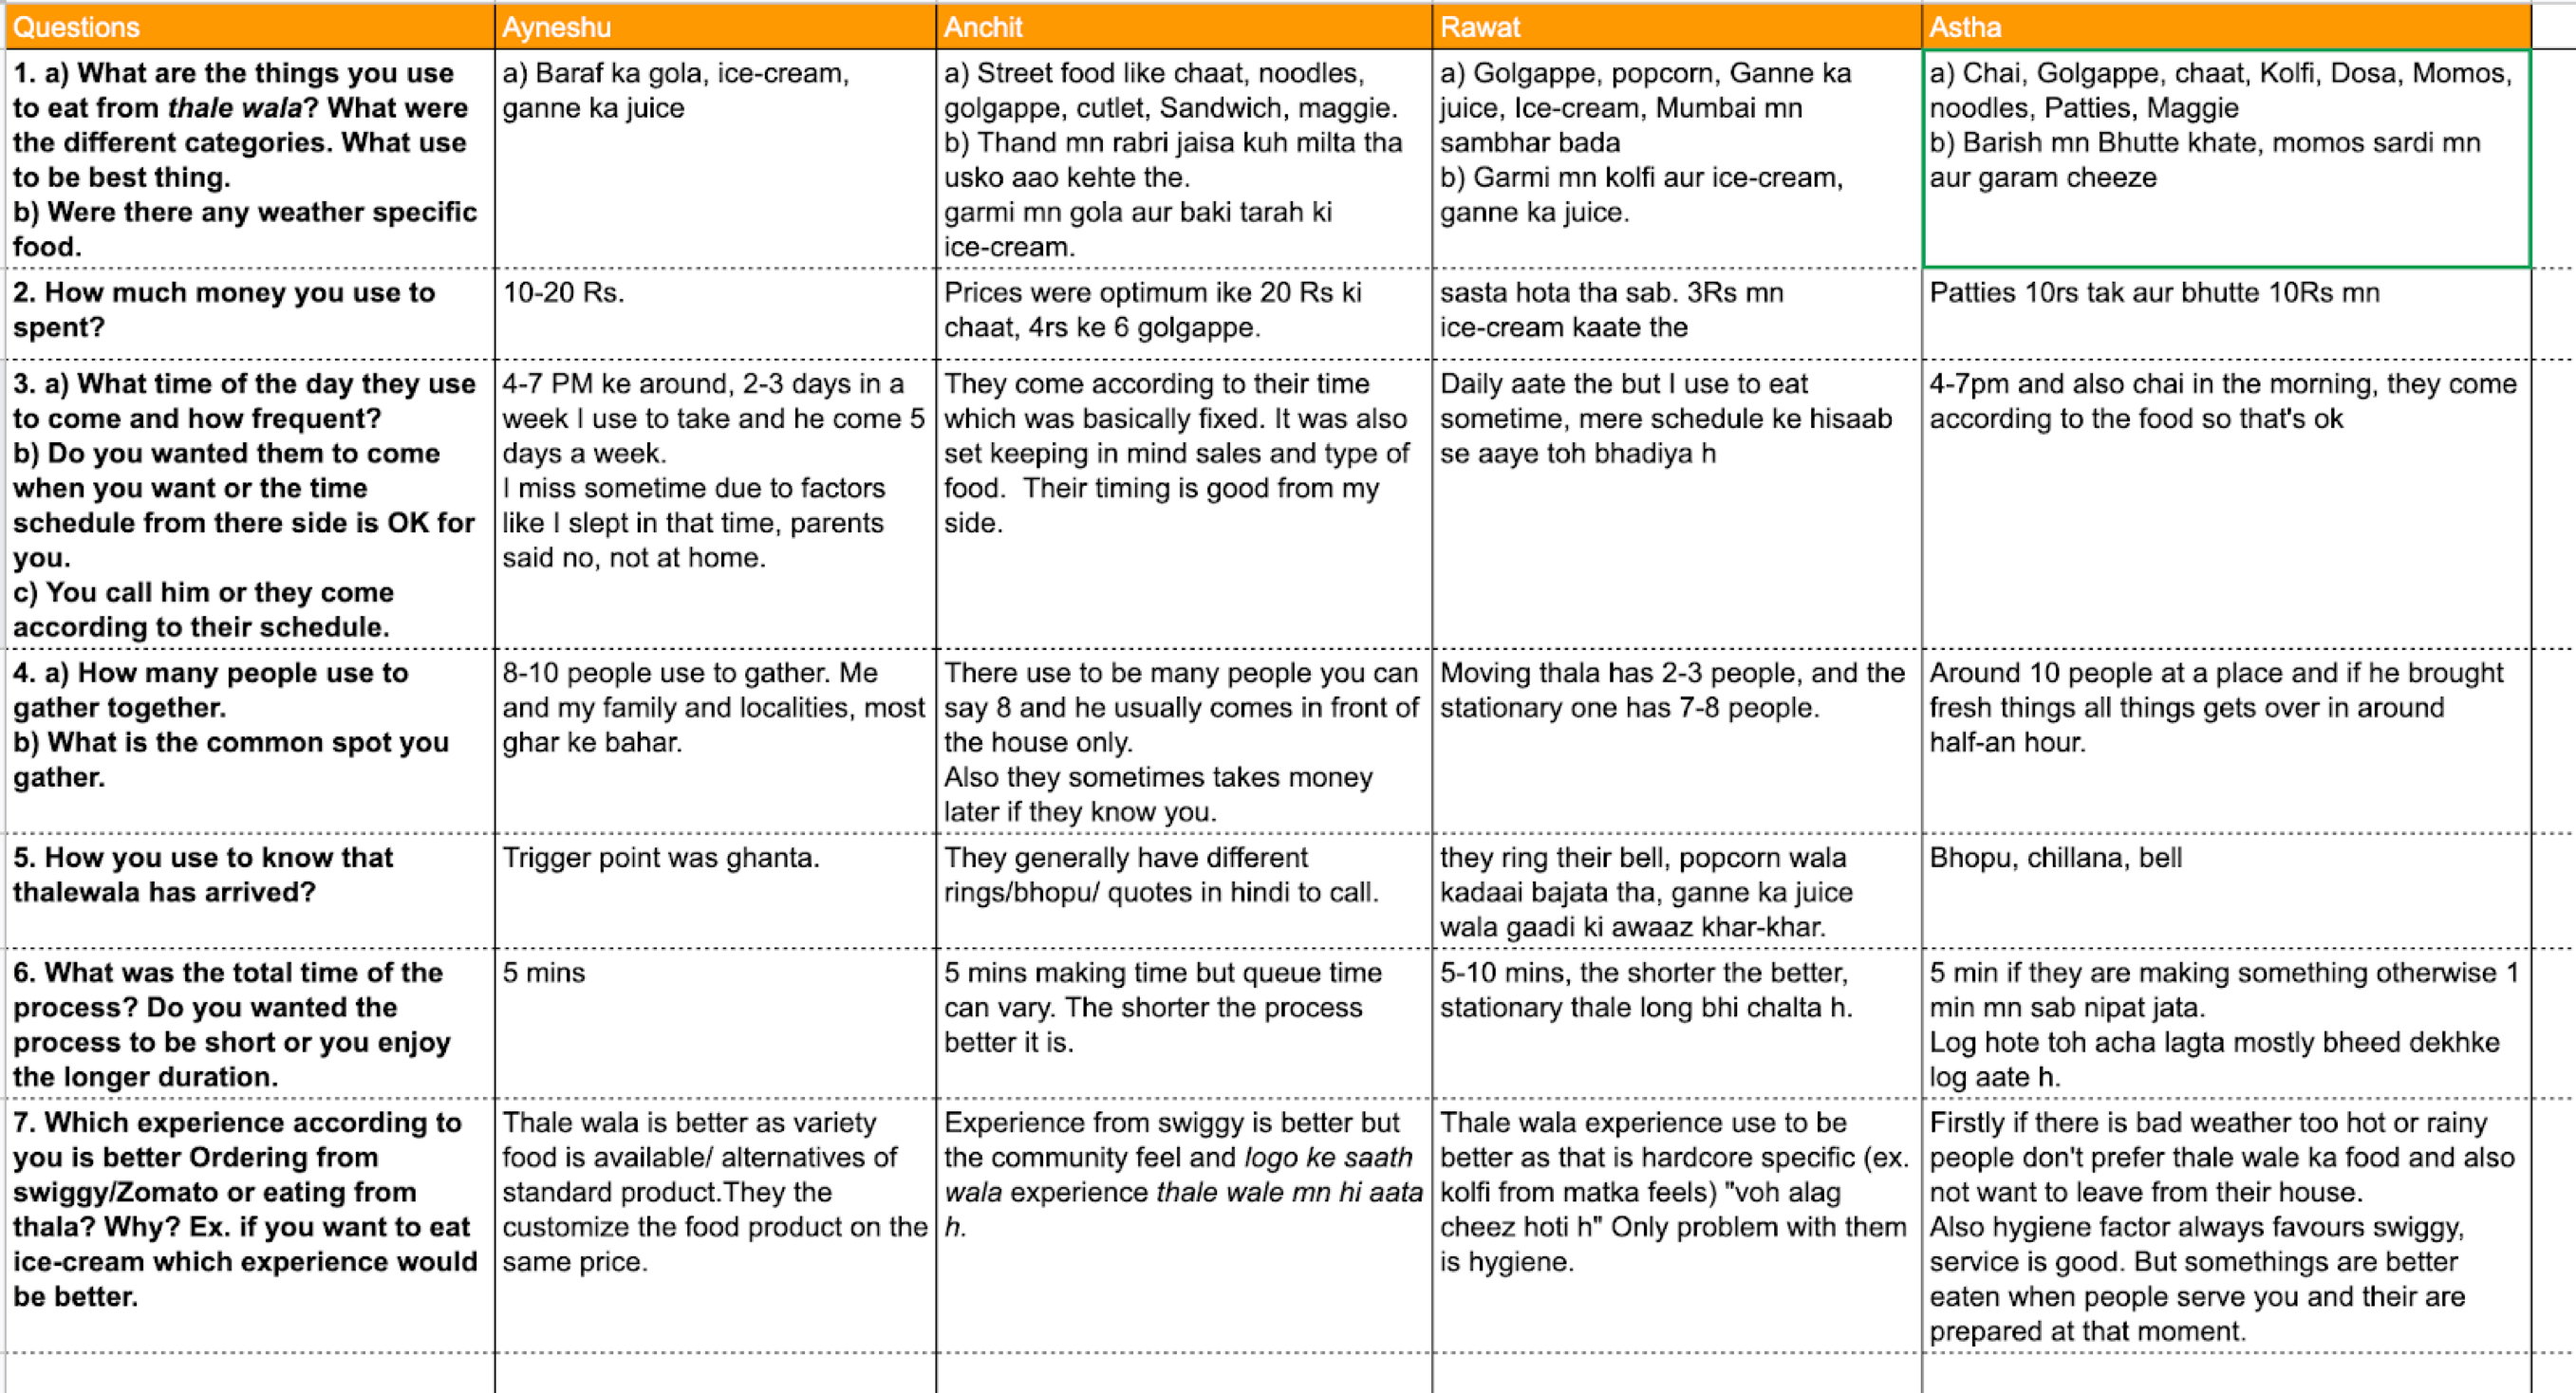 Questions
Ayneshu
Anchit
Rawat
Astha
1. a) What are the things you use
to eat from thale wala? What were
the different categories. What use
to be best thing.
b) Were there any weather specific
food.
a) Baraf ka gola, ice-cream,
ganne ka juice
a) Street food like chaat, noodles,
golgappe, cutlet, Sandwich, maggie.
b) Thand mn rabri jaisa kuh milta tha
usko aao kehte the.
garmi mn gola aur baki tarah ki
ice-cream.
a) Golgappe, popcorn, Ganne ka
juice, Ice-cream, Mumbai mn
sambhar bada
b) Garmi mn kolfi aur ice-cream,
ganne ka juice.
a) Chai, Golgappe, chaat, Kolfi, Dosa, Momos,
noodles, Patties, Maggie
b) Barish mn Bhutte khate, momos sardi mn
aur garam cheeze
2. How much money you use to
spent?
10-20 Rs.
Prices were optimum ike 20 Rs ki
chaat, 4rs ke 6 golgappe.
sasta hota tha sab. 3Rs mn
ice-cream kaate the
Patties 10rs tak aur bhutte 10Rs mn
3. a) What time of the day they use
to come and how frequent?
b) Do you wanted them to come
when you want or the time
schedule from there side is OK for
you.
c) You call him or they come
according to their schedule.
4-7 PM ke around, 2-3 days in a
week I use to take and he come 5
days a week.
I miss sometime due to factors
like I slept in that time, parents
said no, not at home.
They come according to their time
which was basically fixed. It was also
set keeping in mind sales and type of
food.  Their timing is good from my
side.
Daily aate the but I use to eat
sometime, mere schedule ke hisaab
se aaye toh bhadiya h
4-7pm and also chai in the morning, they come
according to the food so that's ok
4. a) How many people use to
gather together.
b) What is the common spot you
gather.
8-10 people use to gather. Me
and my family and localities, most
ghar ke bahar.
There use to be many people you can
say 8 and he usually comes in front of
the house only.
Also they sometimes takes money
later if they know you.
Moving thala has 2-3 people, and the
stationary one has 7-8 people.
Around 10 people at a place and if he brought
fresh things all things gets over in around
half-an hour.
5. How you use to know that
thalewala has arrived?
Trigger point was ghanta.
They generally have different
rings/bhopu/ quotes in hindi to call.
they ring their bell, popcorn wala
kadaai bajata tha, ganne ka juice
wala gaadi ki awaaz khar-khar.
Bhopu, chillana, bell
6. What was the total time of the
process? Do you wanted the
process to be short or you enjoy
the longer duration.
5 mins
5 mins making time but queue time
can vary. The shorter the process
better it is.
5-10 mins, the shorter the better,
stationary thale long bhi chalta h.
5 min if they are making something otherwise 1
min mn sab nipat jata.
Log hote toh acha lagta mostly bheed dekhke
log aate h.
7. Which experience according to
you is better Ordering from
swiggy/Zomato or eating from
thala? Why? Ex. if you want to eat
ice-cream which experience would
be better.
Thale wala is better as variety
food is available/ alternatives of
standard product.They the
customize the food product on the
same price.
Experience from swiggy is better but
the community feel and logo ke saath
wala experience thale wale mn hi aata
h.
Thale wala experience use to be
better as that is hardcore specific (ex.
kolfi from matka feels) "voh alag
cheez hoti h" Only problem with them
is hygiene.
Firstly if there is bad weather too hot or rainy
people don't prefer thale wale ka food and also
not want to leave from their house.
Also hygiene factor always favours swiggy,
service is good. But somethings are better
eaten when people serve you and their are
prepared at that moment.